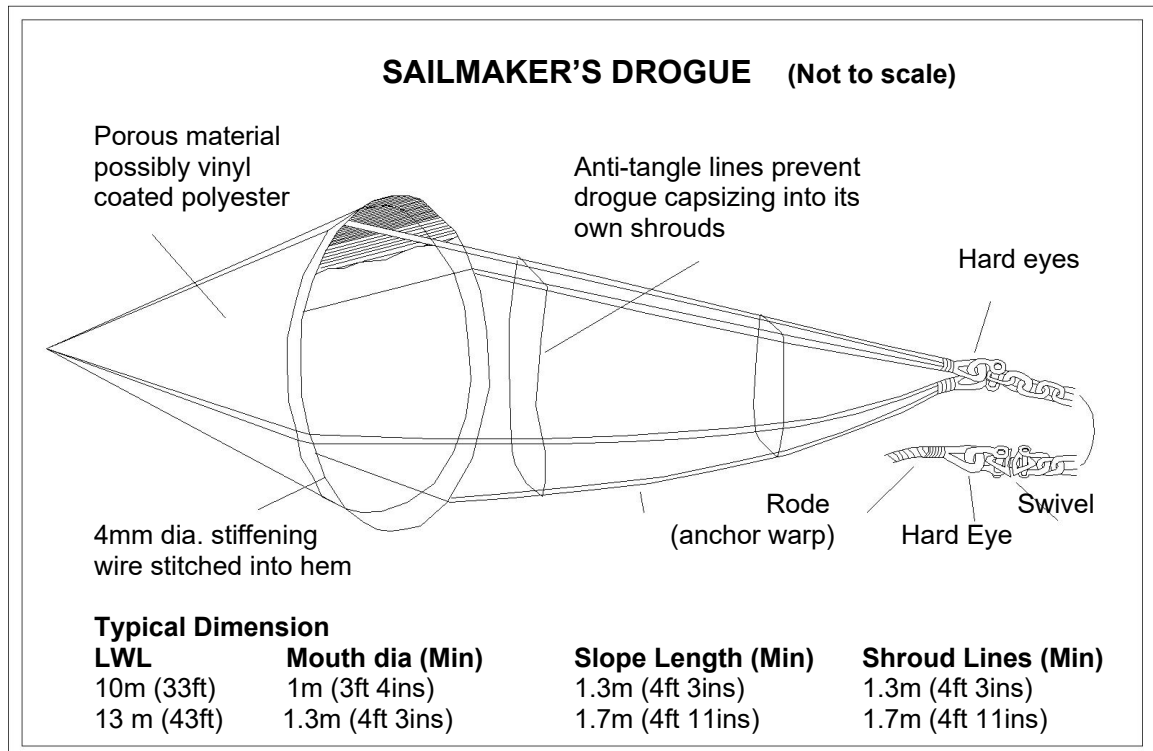 SAILMAKER'S DROGUE (Not to scale)
Porous material
possibly vinyl
coated polyester
Anti-tangle lines prevent
drogue capsizing into its
own shrouds
Hard eyes
4mm dia. stiffening
wire stitched into hem
Rode
(anchor warp)
Hard Eye
Swivel
Typical Dimension
LWL Mouth dia (Min) Slope Length (Min) Shroud Lines (Min)
10m (33ft) 1m (3ft 4ins) 1.3m (4ft 3ins) 1.3m (4ft 3ins)
13 m (43ft) 1.3m (4ft 3ins) 1.7m (4ft 11ins) 1.7m (4ft 11ins)